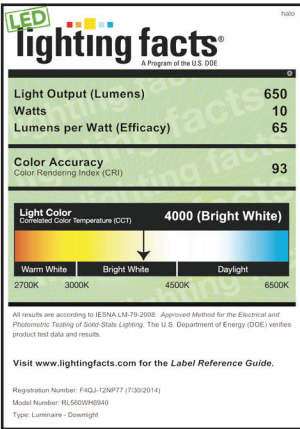 LED
halo
lighting facts®
A Program of the U.S. DOE
Light Output (Lumens) 650
Watts 10
Lumens per Watt (Efficacy) 65
Color Accuracy
Color Rendering Index (CRI) 93
Light Color
Correlated Color Temperature (CCT) 4000 (Bright White)
Warm White Bright White Daylight
2700K 3000K 4500K 6500K
All results are according to IESNA LM-79-2008: Approved Method for the Electrical and
Photometric Testing of Solid-State Lighting. The U.S. Department of Energy (DOE) verifies
product test data and results.
Visit www.lightingfacts.com for the Label Reference Guide.
Registration Number: F4QJ-12NP77 (7/30/2014)
Model Number: RL560WH6940
Type: Luminaire - Downlight